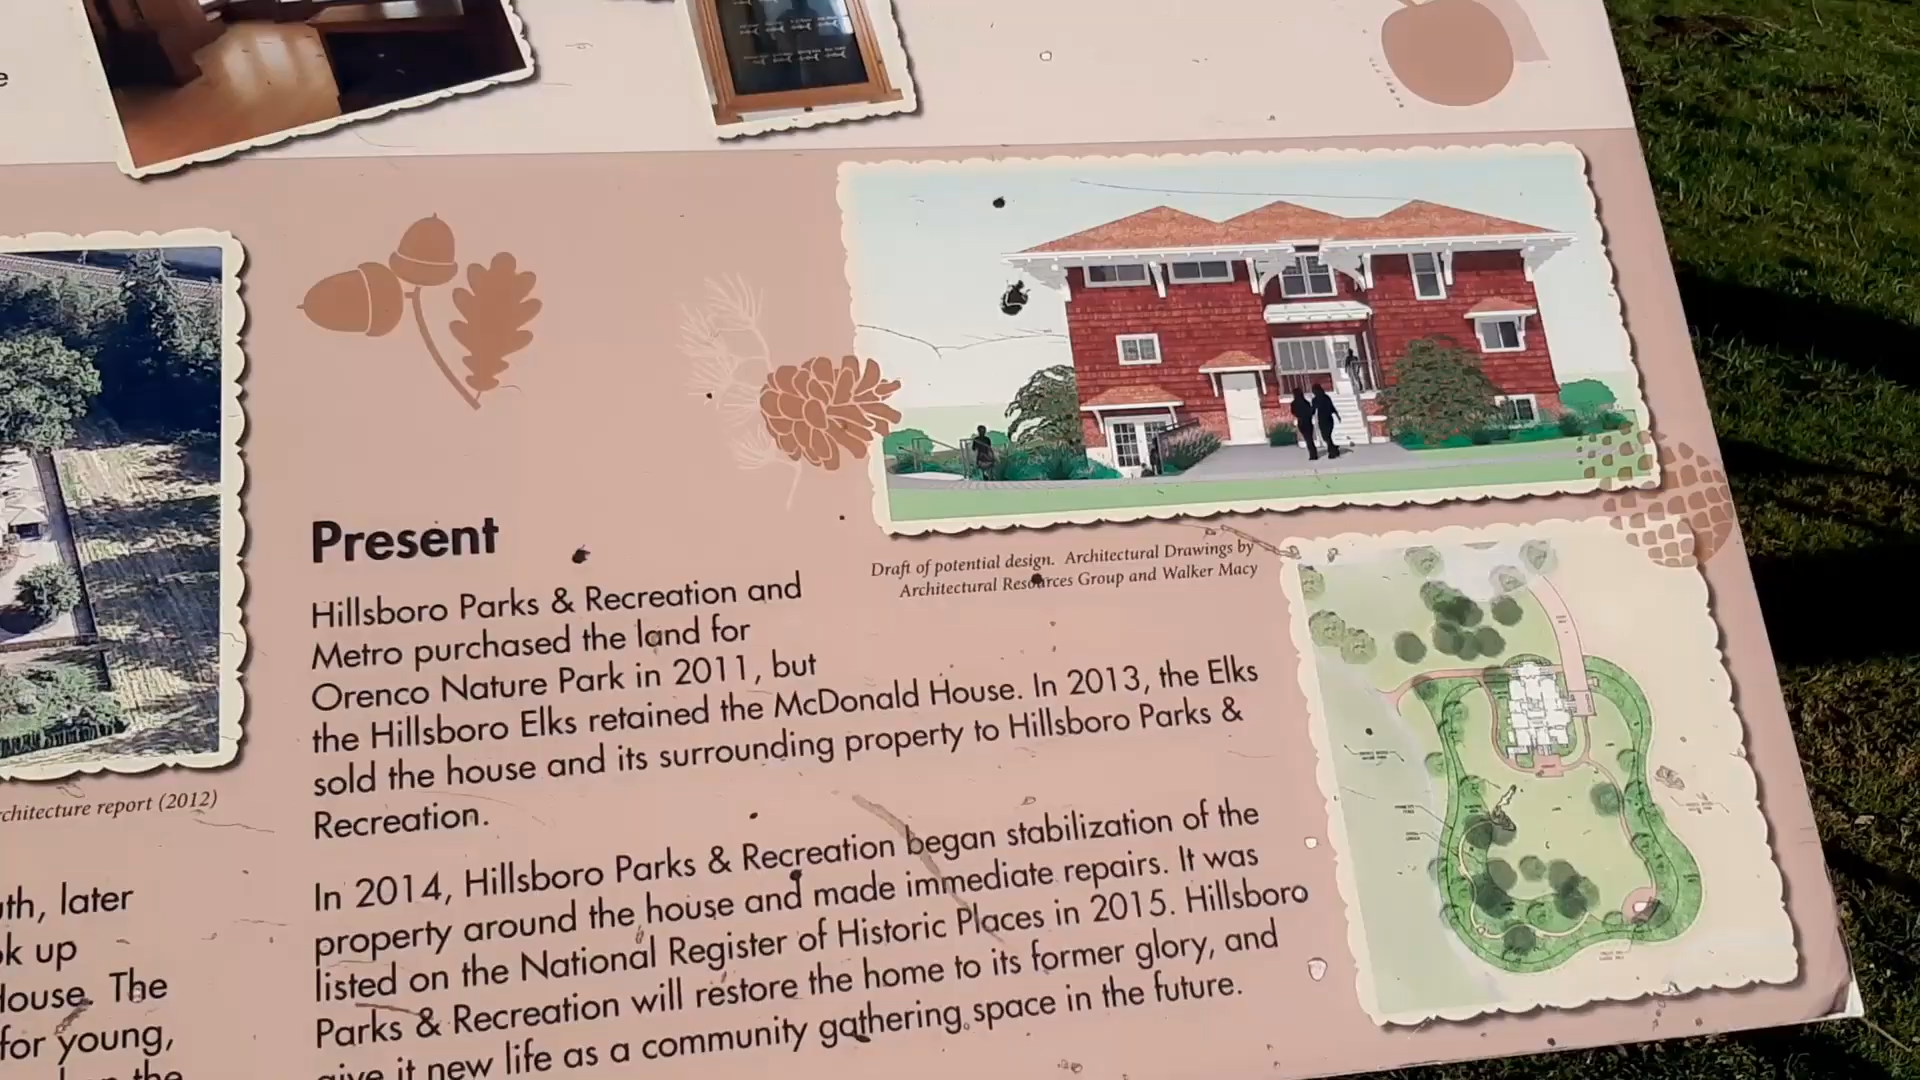 Present
Hillsboro Parks & Recreation and
Metro purchased the land for
Orenco Nature Park in 2011, but
the Hillsboro Elks retained the McDonald House. In 2013, the Elks
sold the house and its surrounding property to Hillsboro Parks &
Recreation.
In 2014, Hillsboro Parks & Recreation began stabilization of the
property around the house and made immediate repairs. It was
listed on the National Register of Historic Places in 2015. Hillsboro
Parks & Recreation will restore the home to its former glory, and
give it new life as a community gathering space in the future.
Draft of potential design. Architectural Drawings by
Architectural Resources Group and Walker Macy
report (2012)
later
up
The
for young,
the